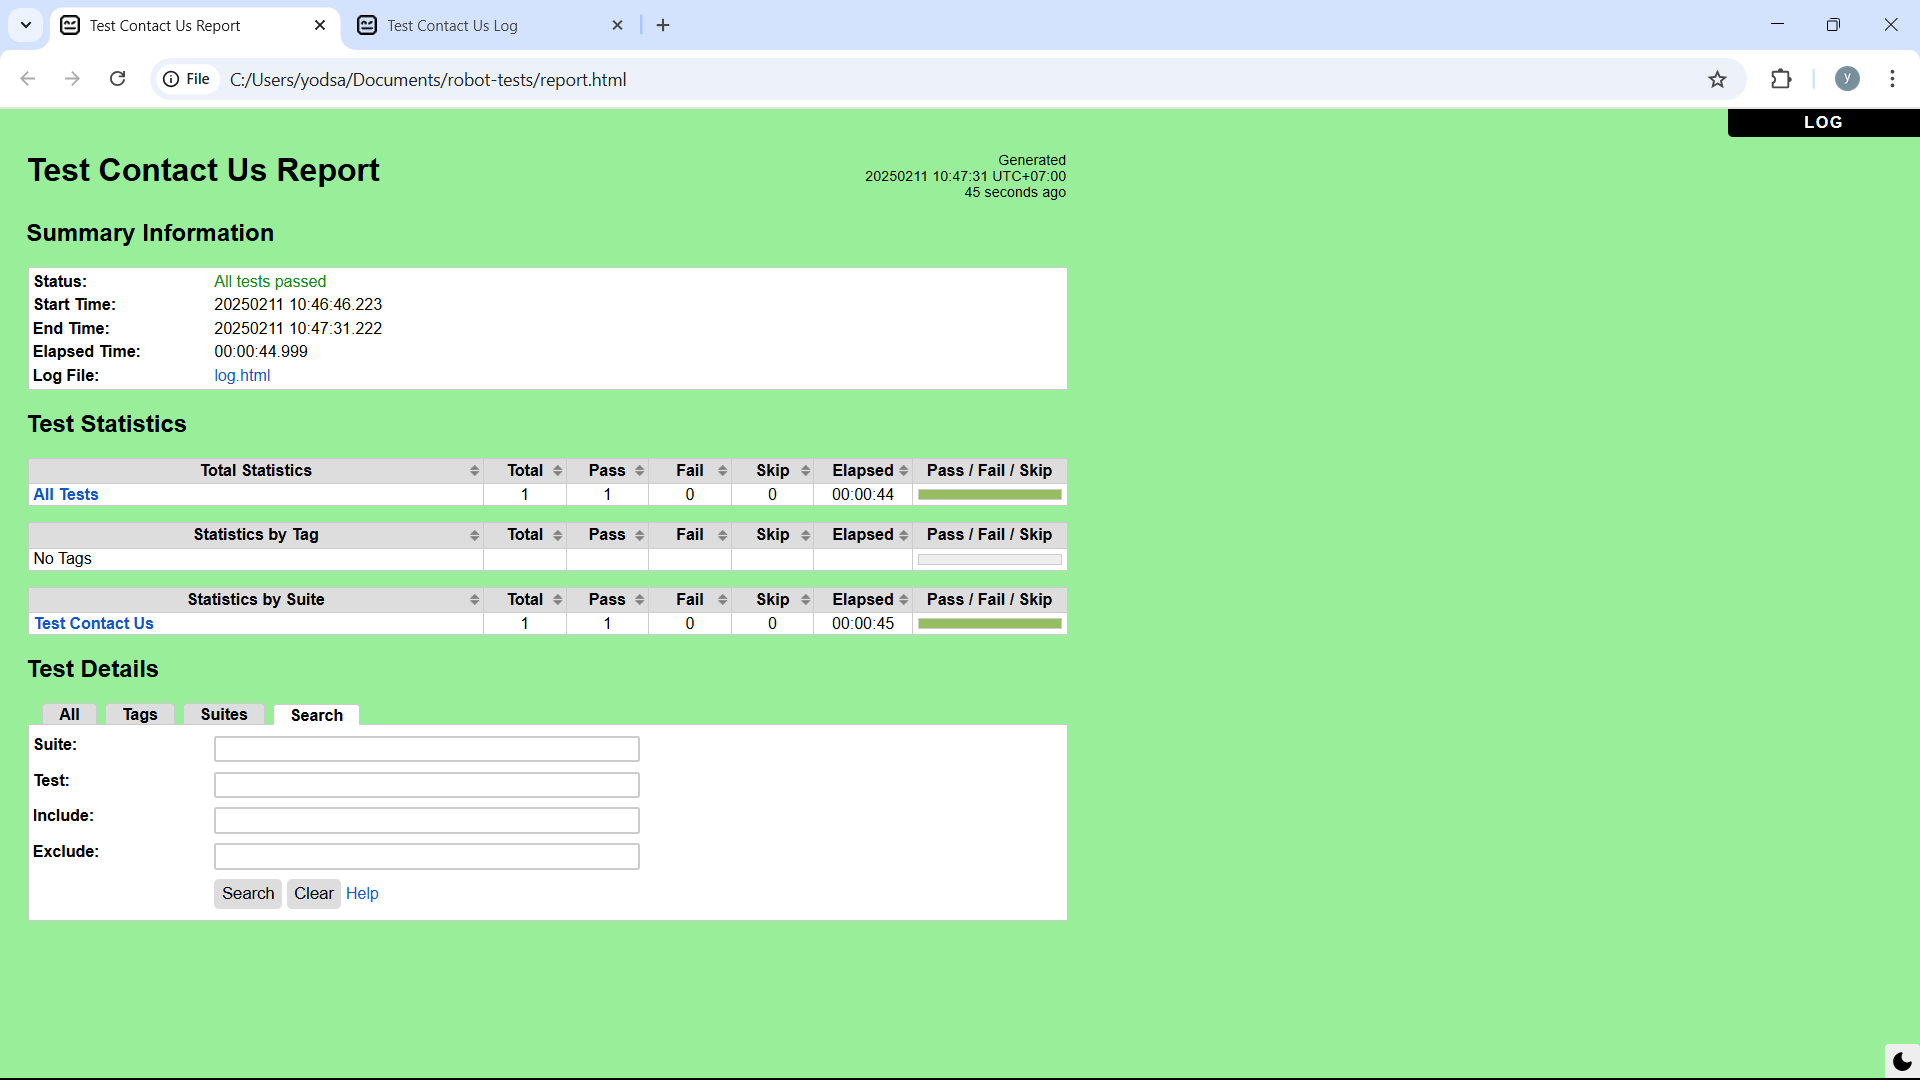 Test Contact Us Report
Test Contact Us Log
File
C:/Users/yodsa/Documents/robot-tests/report.html
y
LOG
Test Contact Us Report
Generated
20250211 10:47:31 UTC+07:00
45 seconds ago
Summary Information
Status: All tests passed
Start Time: 20250211 10:46:46.223
End Time: 20250211 10:47:31.222
Elapsed Time: 00:00:44.999
Log File: log.html
Test Statistics
Total Statistics Total Pass Fail Skip Elapsed Pass / Fail / Skip
All Tests 1 1 0 0 00:00:44
Statistics by Tag Total Pass Fail Skip Elapsed Pass / Fail / Skip
No Tags
Statistics by Suite Total Pass Fail Skip Elapsed Pass / Fail / Skip
Test Contact Us 1 1 0 0 00:00:45
Test Details
All Tags Suites Search
Suite:
Test:
Include:
Exclude:
Search Clear Help